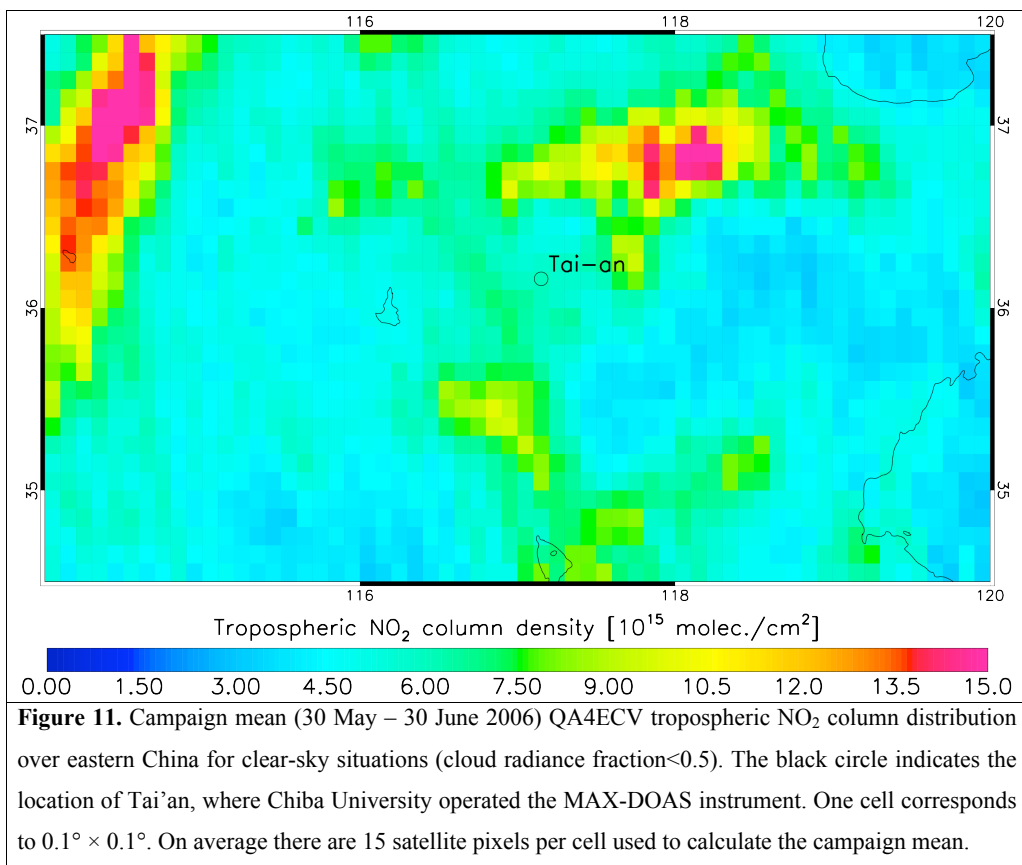 116 118 120
37 37
Tai-an
36 36
35 35
116 118 120
Tropospheric NO₂ column density [10¹⁵ molec./cm²]
0.00 1.50 3.00 4.50 6.00 7.50 9.00 10.5 12.0 13.5 15.0
Figure 11. Campaign mean (30 May – 30 June 2006) QA4ECV tropospheric NO₂ column distribution
over eastern China for clear-sky situations (cloud radiance fraction<0.5). The black circle indicates the
location of Tai’an, where Chiba University operated the MAX-DOAS instrument. One cell corresponds
to 0.1° × 0.1°. On average there are 15 satellite pixels per cell used to calculate the campaign mean.